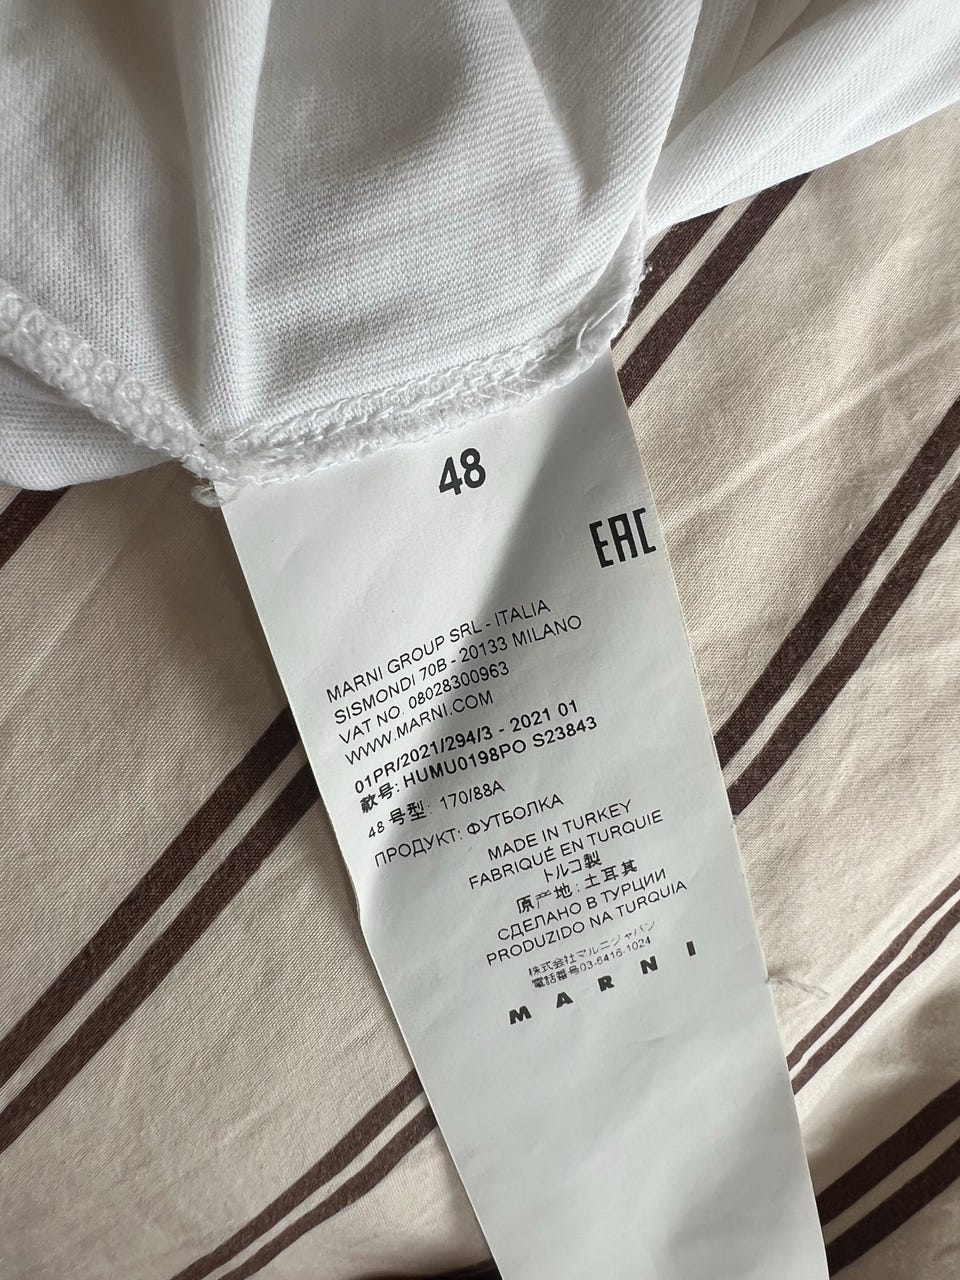 48
EAC
MARNI GROUP SRL - ITALIA
SISMONDI 70B - 20133 MILANO
VAT NO. 08028300963
WWW.MARNI.COM
01PR/2021/294/3 - 2021 01
款号: HUMU0198PO S23843
48 号型: 170/88A
ПРОДУКТ: ФУТБОЛКА
MADE IN TURKEY
FABRIQUÉ EN TURQUIE
トルコ製
原产地: 土耳其
СДЕЛАНО В ТУРЦИИ
PRODUZIDO NA TURQUIA
株式会社マルニジャパン
電話番号03-6416-1024
MARNI